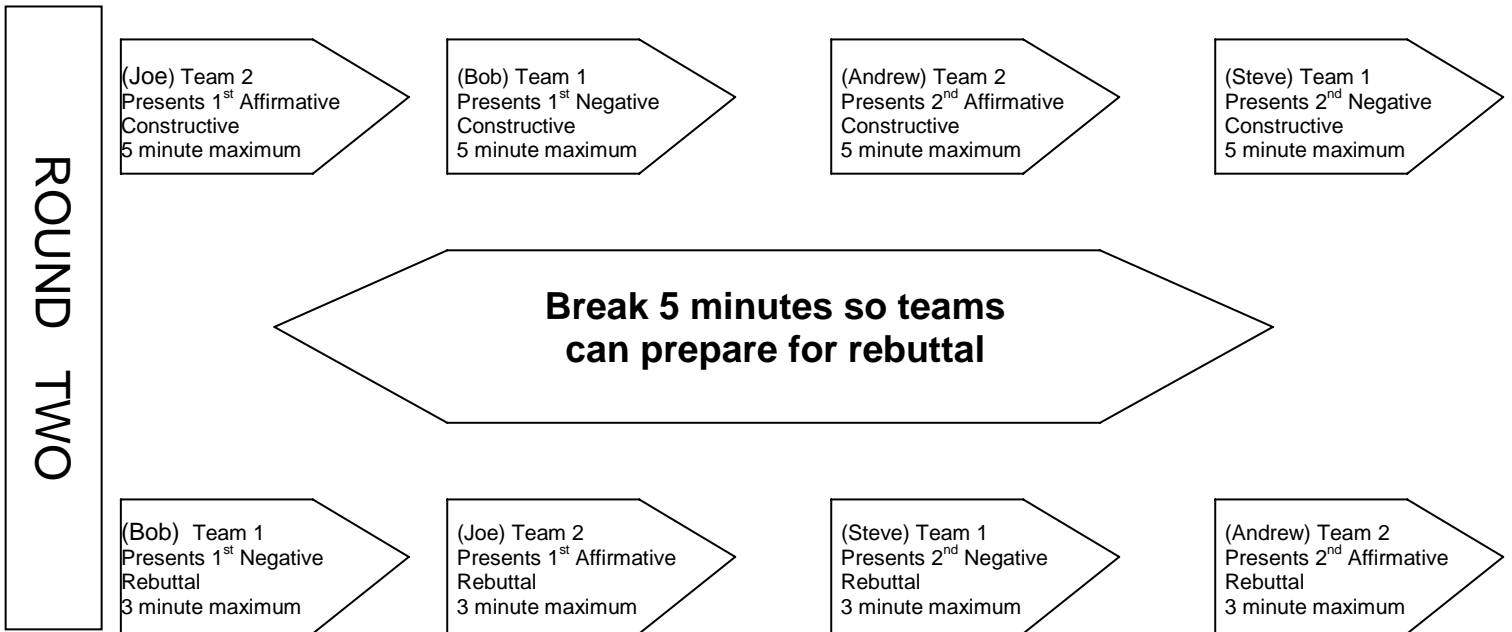 ROUND TWO
(Joe) Team 2
Presents 1st Affirmative
Constructive
5 minute maximum
(Bob) Team 1
Presents 1st Negative
Constructive
5 minute maximum
(Andrew) Team 2
Presents 2nd Affirmative
Constructive
5 minute maximum
(Steve) Team 1
Presents 2nd Negative
Constructive
5 minute maximum
Break 5 minutes so teams
can prepare for rebuttal
(Bob) Team 1
Presents 1st Negative
Rebuttal
3 minute maximum
(Joe) Team 2
Presents 1st Affirmative
Rebuttal
3 minute maximum
(Steve) Team 1
Presents 2nd Negative
Rebuttal
3 minute maximum
(Andrew) Team 2
Presents 2nd Affirmative
Rebuttal
3 minute maximum